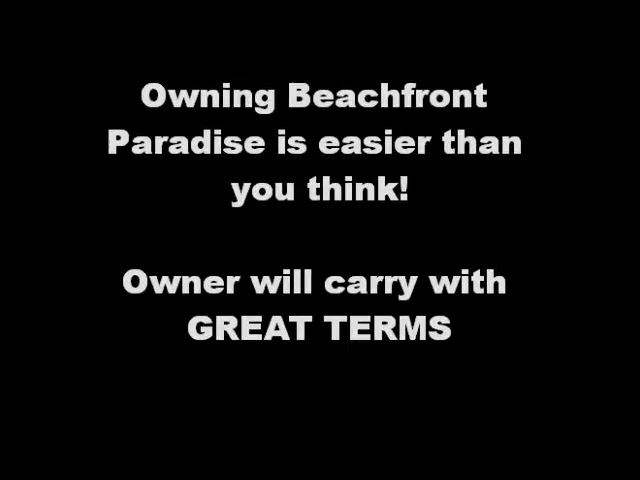 Owning Beachfront
Paradise is easier than
you think!
Owner will carry with
GREAT TERMS